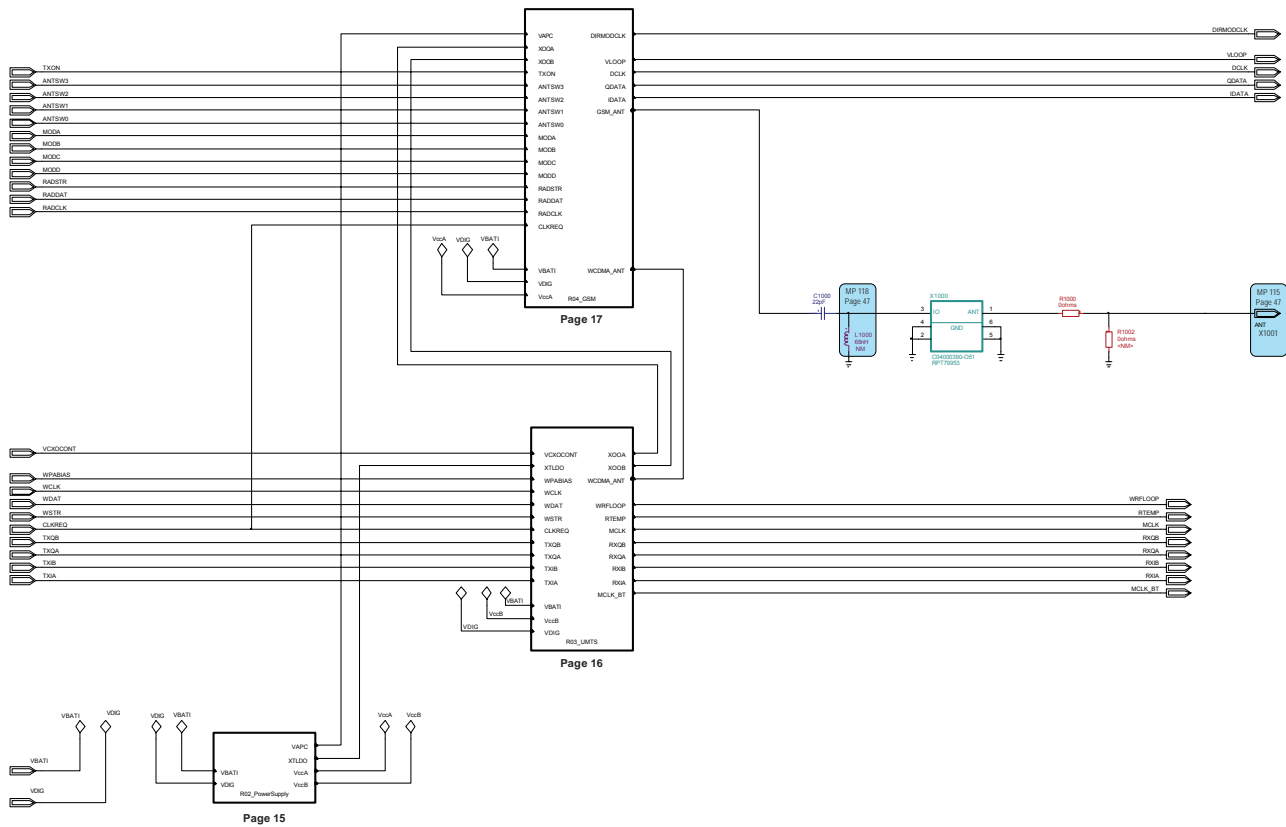 VAPC
DIRMODCLK
DIRMODCLK
XOOA
XOOB
VLOOP
VLOOP
TXON
TXON
DCLK
DCLK
ANTSW3
ANTSW3
QDATA
QDATA
ANTSW2
ANTSW2
IDATA
IDATA
ANTSW1
ANTSW1
GSM_ANT
ANTSW0
ANTSW0
MODA
MODA
MODB
MODB
MODC
MODC
MODD
MODD
RADSTR
RADSTR
RADDAT
RADDAT
RADCLK
RADCLK
CLKREQ
VccA
VDIG
VBATI
VBATI
WCDMA_ANT
VDIG
VccA
R04_GSM
Page 17
C1000
22pF
MP 118
Page 47
L1000
68nH
NM
X1000
3
IO
ANT
1
4
GND
6
2
5
C04000390-D51
RPT79953
R1000
0ohms
R1002
0ohms
<NM>
MP 115
Page 47
ANT
X1001
VCXOCONT
VCXOCONT
XOOA
XTLDO
XOOB
WPABIAS
WPABIAS
WCDMA_ANT
WCLK
WCLK
WDAT
WDAT
WRFLOOP
WRFLOOP
WSTR
WSTR
RTEMP
RTEMP
CLKREQ
CLKREQ
MCLK
MCLK
TXQB
TXQB
RXQB
RXQB
TXQA
TXQA
RXQA
RXQA
TXIB
TXIB
RXIB
RXIB
TXIA
TXIA
RXIA
RXIA
MCLK_BT
MCLK_BT
VBATI
VBATI
VccB
VccB
VDIG
VDIG
R03_UMTS
Page 16
VBATI
VDIG
VDIG
VBATI
VccA
VccB
VAPC
XTLDO
VBATI
VBATI
VccA
VDIG
VccB
VDIG
R02_PowerSupply
Page 15